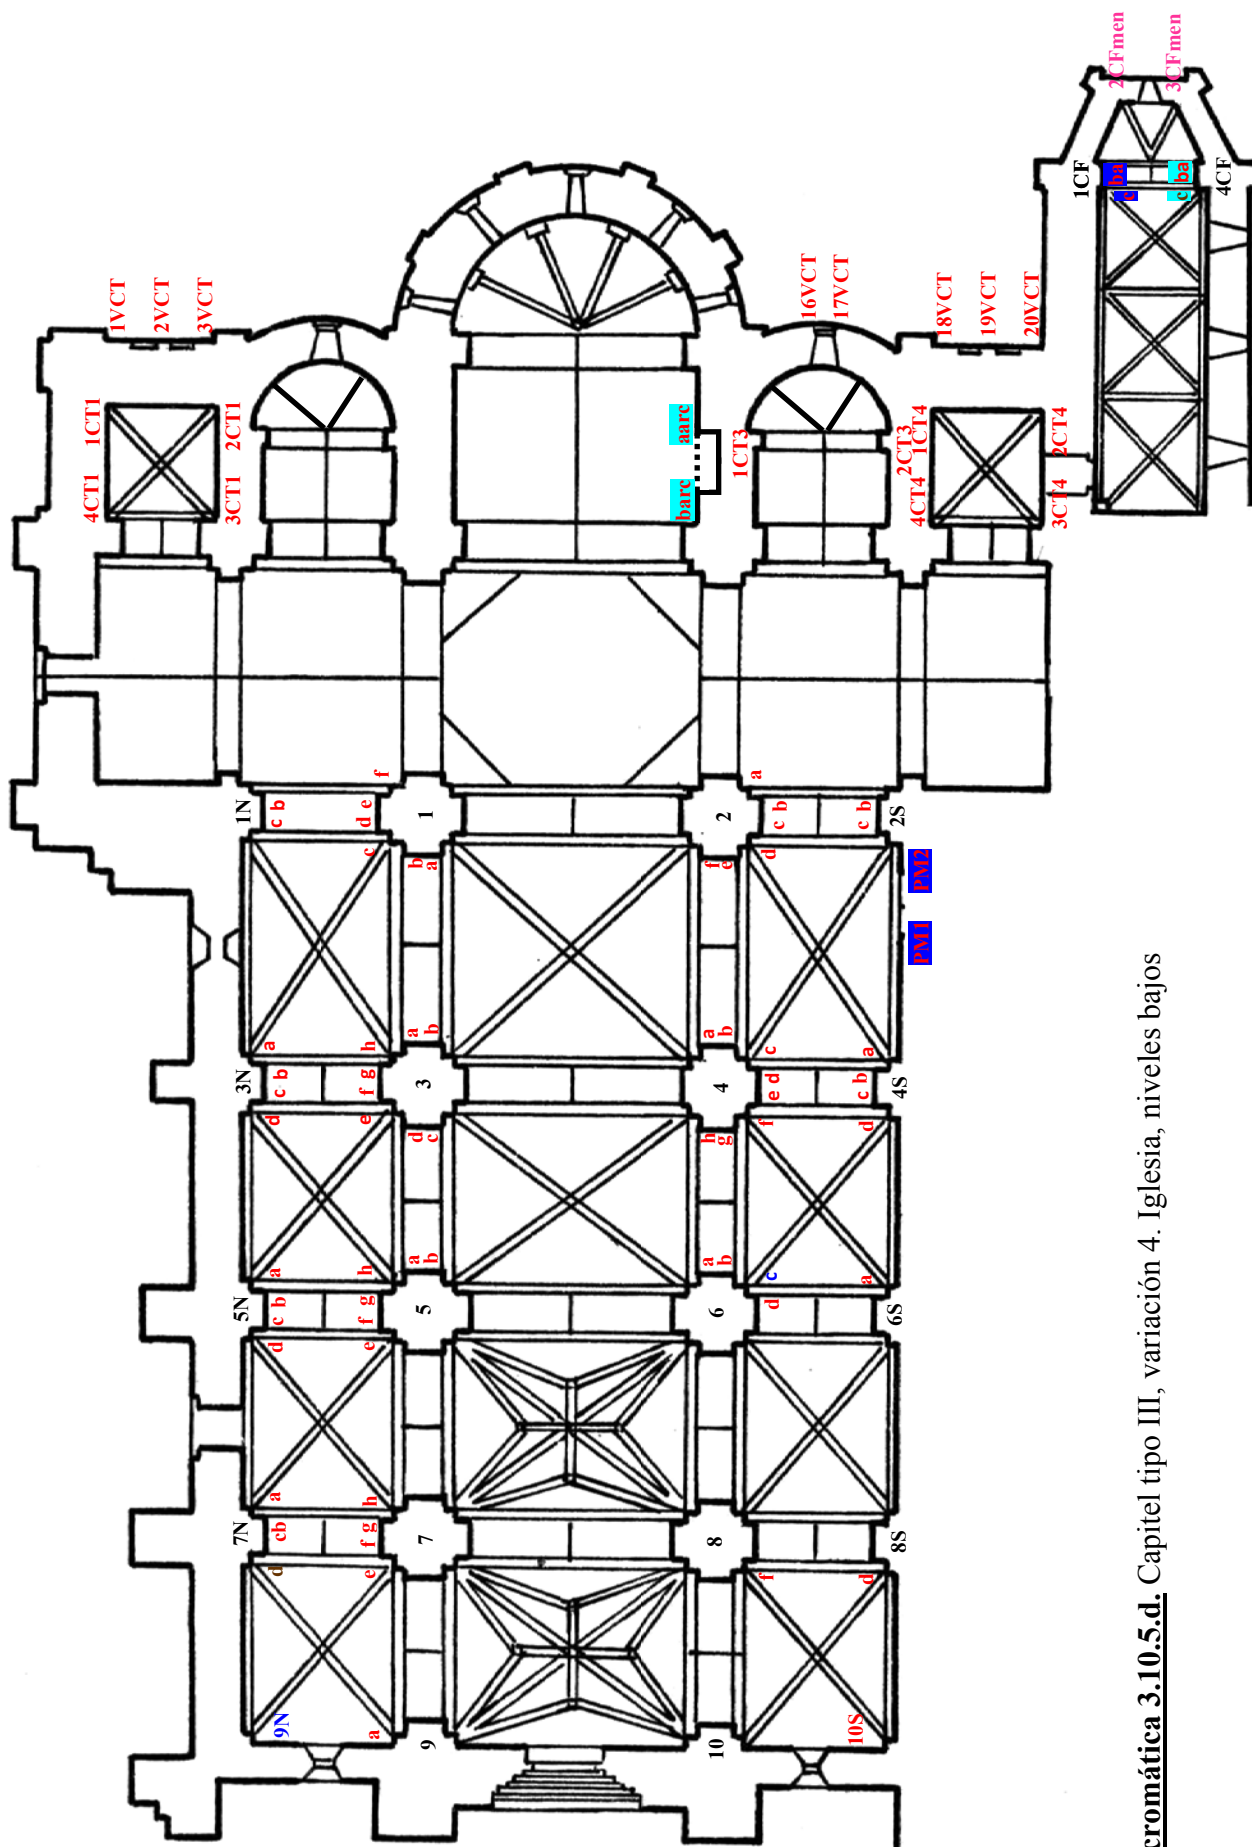 2CFmen
3CFmen
1CF
ba
c
c
ba
4CF
1VCT
2VCT
3VCT
16VCT
17VCT
18VCT
19VCT
20VCT
4CT1
1CT1
3CT1
2CT1
barc
aarc
1CT3
2CT3
4CT4
1CT4
3CT4
2CT4
f
a
1N
c b
d e
1
2
c b
c b
2S
c
b
a
f
e
d
PM1
PM2
a
h
a
b
a
b
c
a
3N
c b
f g
3
4
e d
c b
4S
d
e
d
c
h
g
f
d
a
h
a
b
a
b
c
a
5N
c b
f g
5
6
d
6S
d
e
a
h
7N
cb
f g
7
8
8S
d
e
f
d
9N
a
9
10
10S
cromática 3.10.5.d. Capitel tipo III, variación 4. Iglesia, niveles bajos